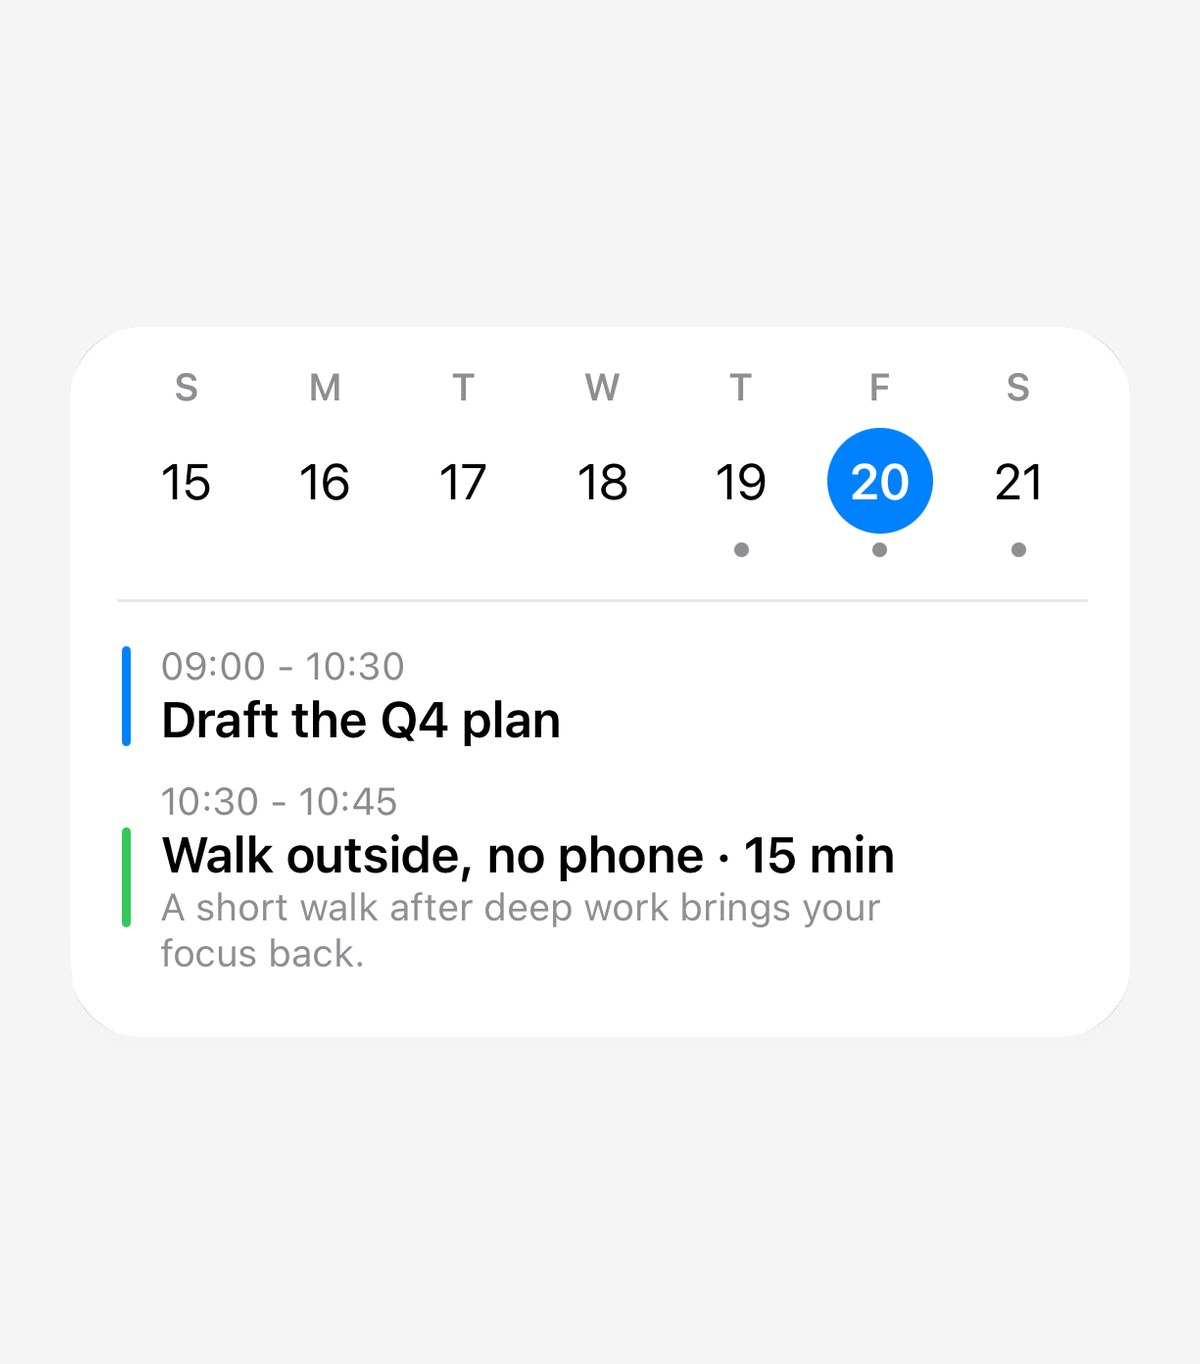 S M T W T F S
15 16 17 18 19 20 21
09:00 - 10:30
Draft the Q4 plan
10:30 - 10:45
Walk outside, no phone · 15 min
A short walk after deep work brings your
focus back.